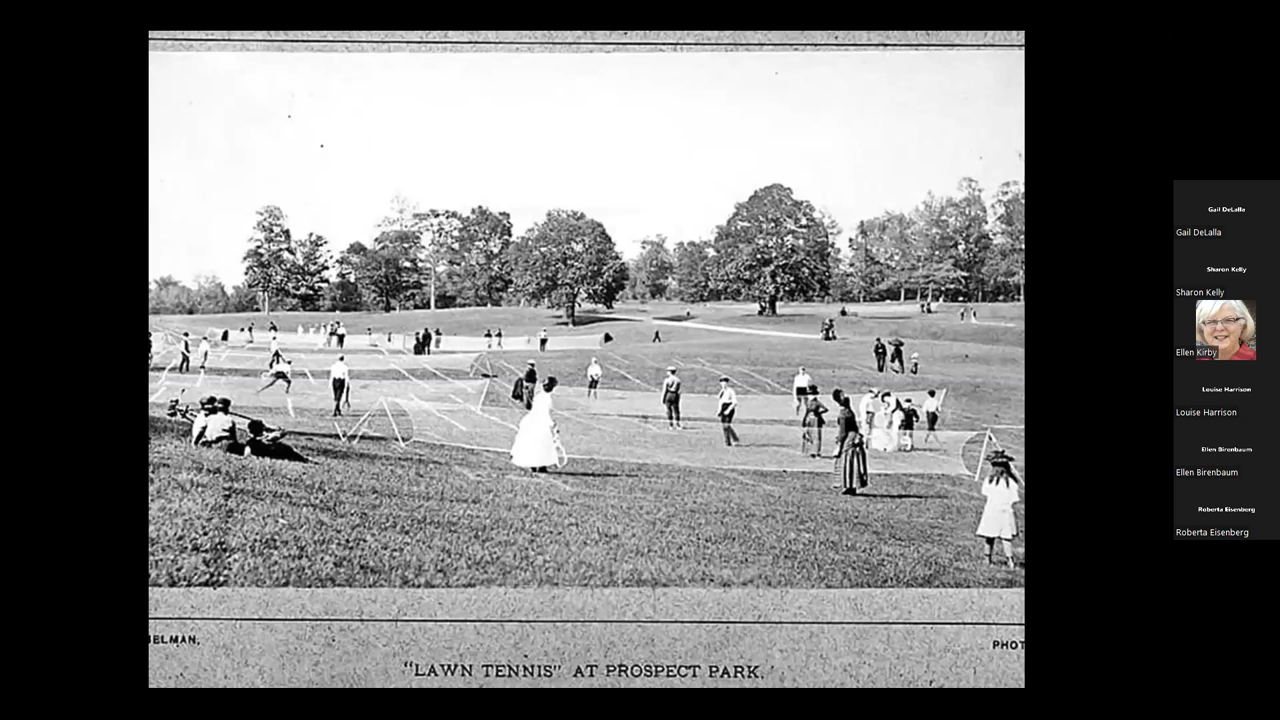 IELMAN.
PHOT
"LAWN TENNIS" AT PROSPECT PARK.
Gail DeLalla
Gail DeLalla
Sharon Kelly
Sharon Kelly
Ellen Kirby
Louise Harrison
Louise Harrison
Ellen Birenbaum
Ellen Birenbaum
Roberta Eisenberg
Roberta Eisenberg